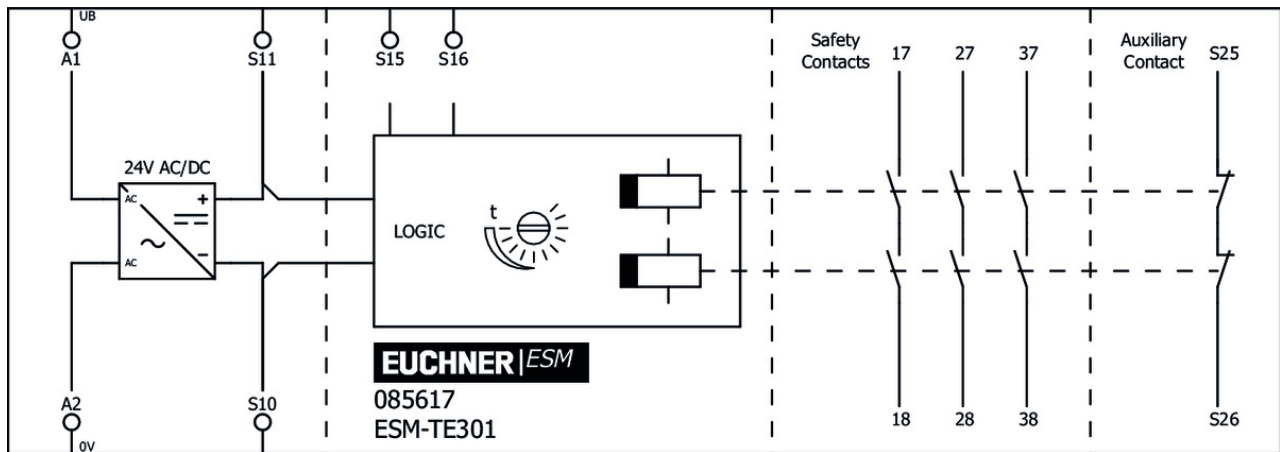 UB
A1 S11 S15 S16
Safety Contacts 17 27 37
Auxiliary Contact S25
24V AC/DC
AC +
AC -
LOGIC t
EUCHNER ESM
085617
ESM-TE301
A2 S10
0V
18 28 38 S26